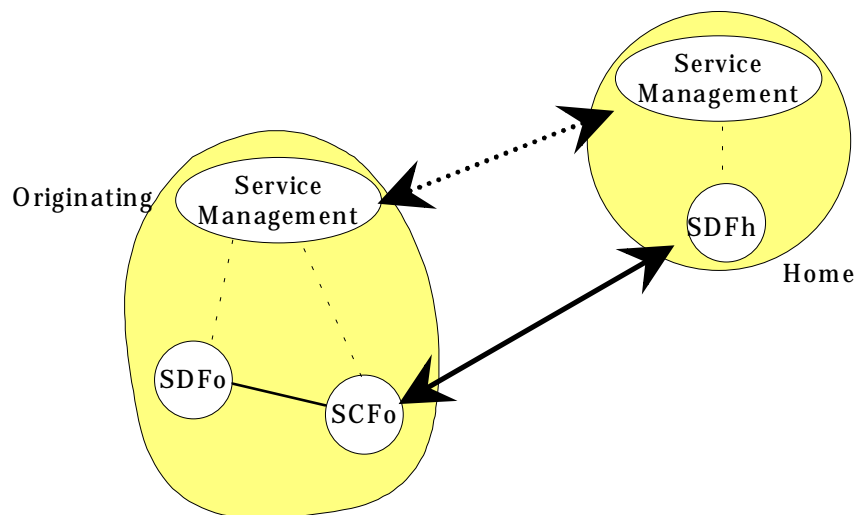 Service
Management
Originating
Service
Management
SDFh
Home
SDFo
SCFo